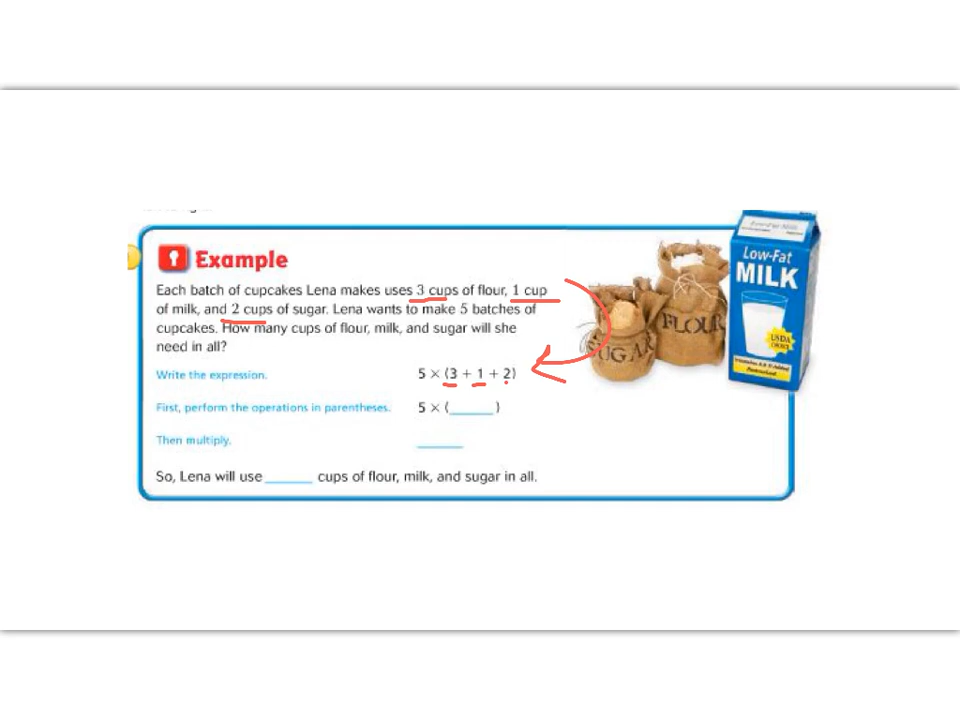 Example
Each batch of cupcakes Lena makes uses 3 cups of flour, 1 cup
of milk, and 2 cups of sugar. Lena wants to make 5 batches of
cupcakes. How many cups of flour, milk, and sugar will she
need in all?
Write the expression. 5 × (3 + 1 + 2)
First, perform the operations in parentheses. 5 × (______)
Then multiply. ______
So, Lena will use ______ cups of flour, milk, and sugar in all.
SUGAR
FLOUR
Low-Fat Milk
Low-Fat
MILK
USDA